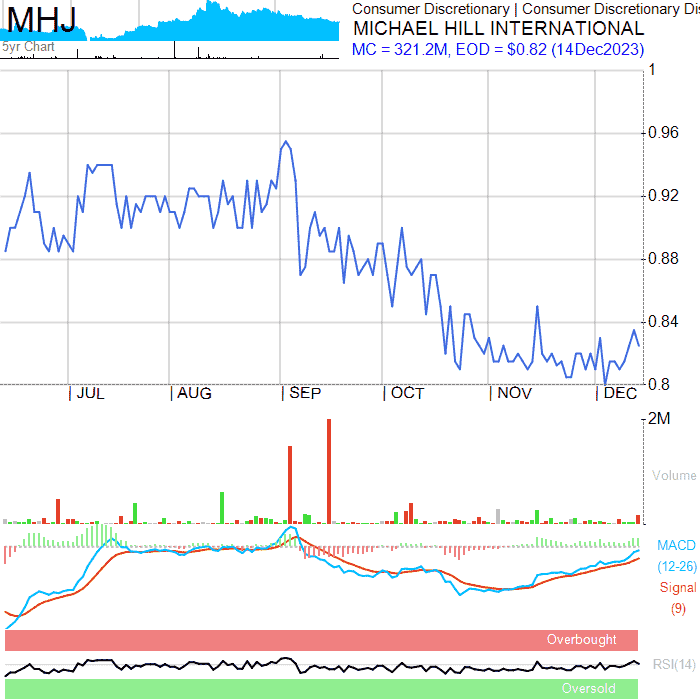 MHJ
5yr Chart
Consumer Discretionary | Consumer Discretionary Dis
MICHAEL HILL INTERNATIONAL
MC = 321.2M, EOD = $0.82 (14Dec2023)
1
0.96
0.92
0.88
0.84
0.8
| JUL | AUG | SEP | OCT | NOV | DEC
2M
Volume
MACD
(12-26)
Signal
(9)
Overbought
RSI(14)
Oversold